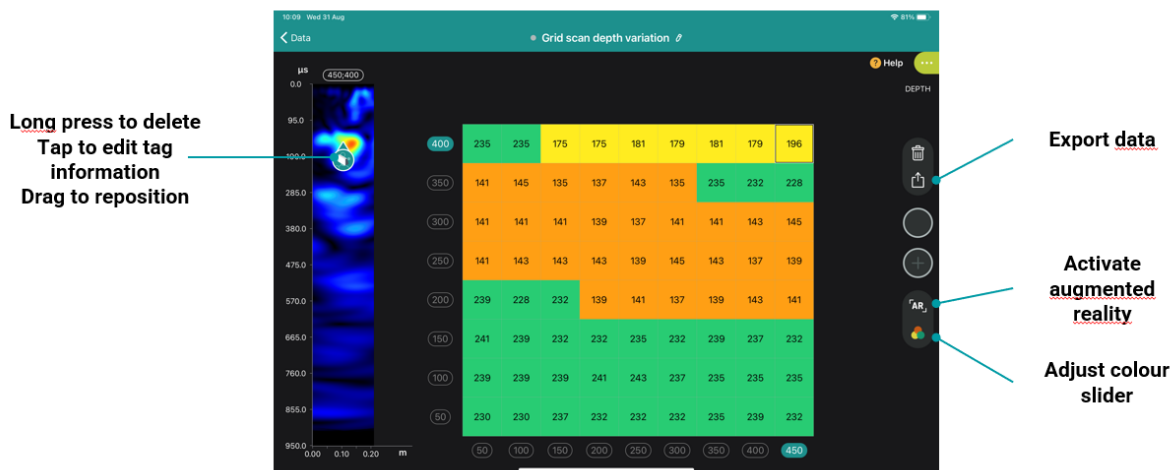 10:09 Wed 31 Aug
81%
Data
Grid scan depth variation
? Help
...
DEPTH
µs
450;400
0.0
95.0
190.0
285.0
380.0
475.0
570.0
665.0
760.0
855.0
950.0
0.00 0.10 0.20 m
400 235 235 175 175 181 179 181 179 196
350 141 145 135 137 143 135 235 232 228
300 141 141 141 139 137 141 141 143 145
250 141 143 143 143 139 145 143 137 139
200 239 228 232 139 141 137 139 143 141
150 241 239 232 232 235 232 239 237 232
100 239 239 239 241 243 237 235 235 235
50 230 230 237 232 232 232 235 239 232
50 100 150 200 250 300 350 400 450
AR
Long press to delete
Tap to edit tag
information
Drag to reposition
Export data
Activate
augmented
reality
Adjust colour
slider